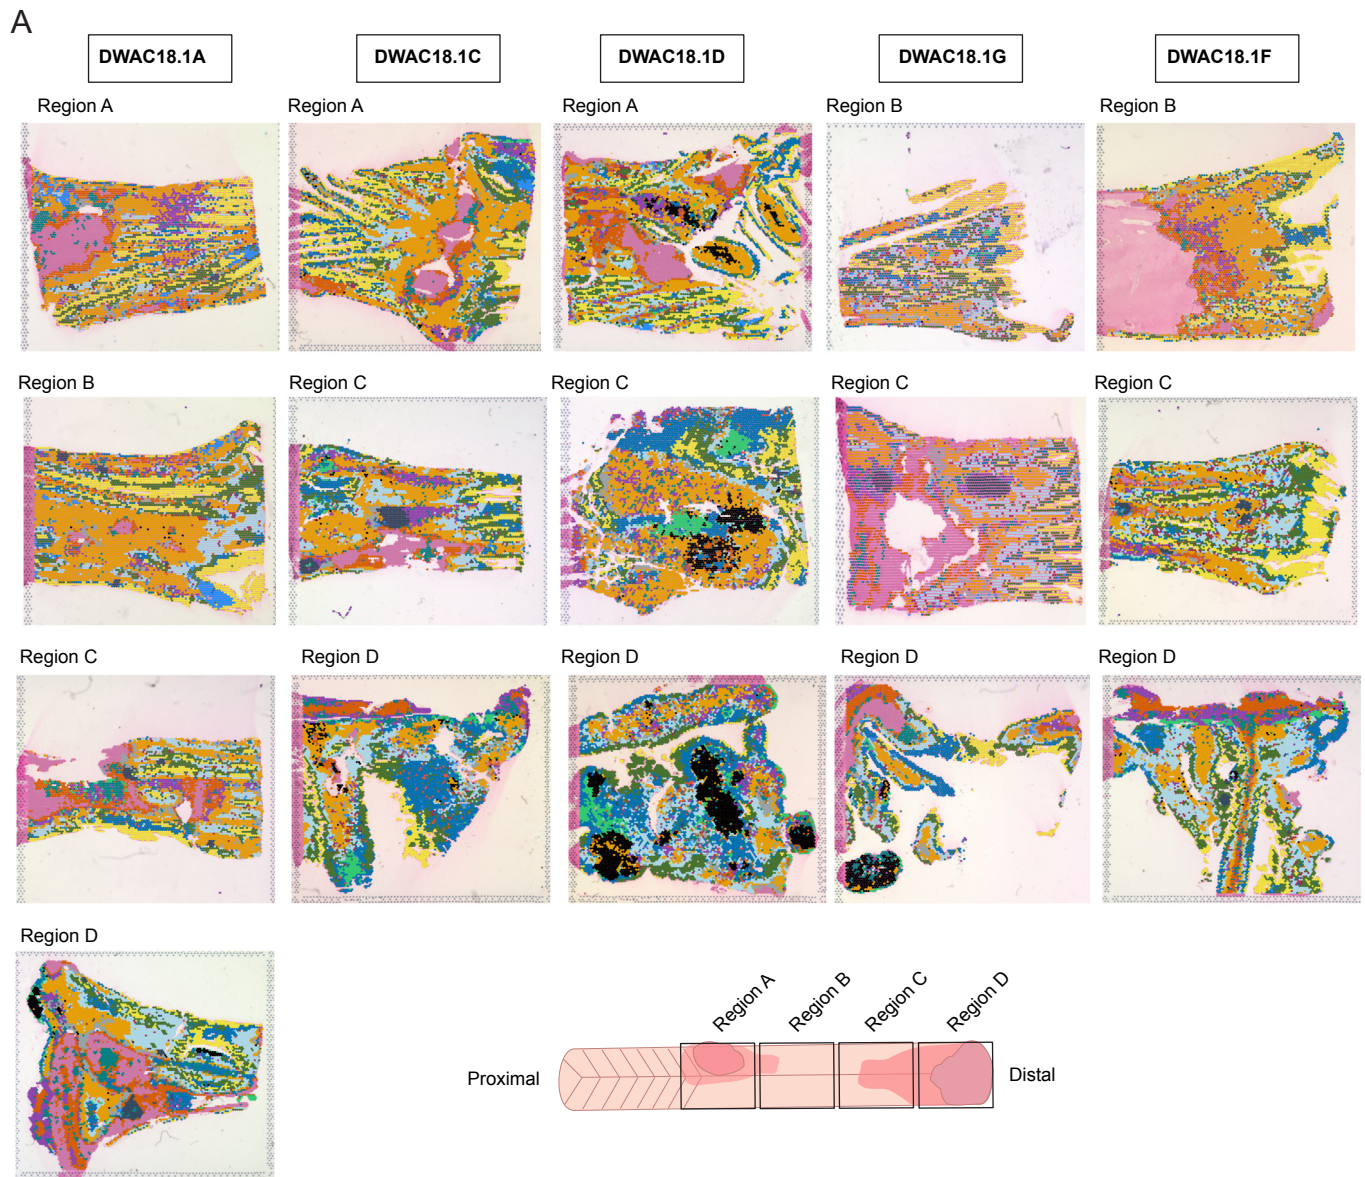 A
DWAC18.1A
DWAC18.1C
DWAC18.1D
DWAC18.1G
DWAC18.1F
Region A
Region A
Region A
Region B
Region B
Region B
Region C
Region C
Region C
Region C
Region C
Region D
Region D
Region D
Region D
Region D
Region A
Region B
Region C
Region D
Proximal
Distal